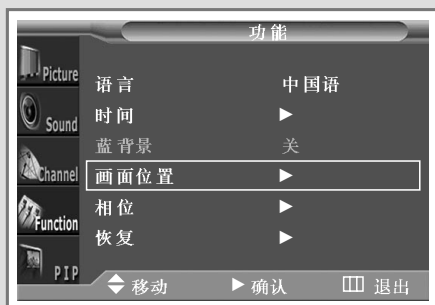 功能
Picture
Sound
Channel
Function
PIP
语言 中国语
时间 ▶
蓝背景 关
画面位置 ▶
相位 ▶
恢复 ▶
移动 ▶ 确认 退出